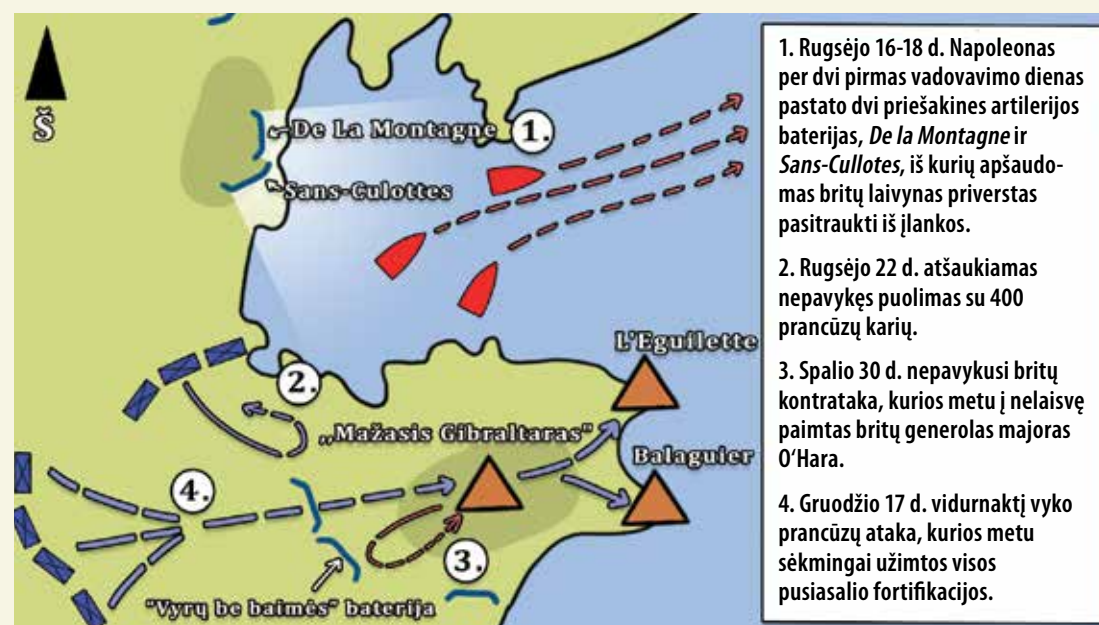 Š
De La Montagne
1.
Sans-Culottes
L'Eguilette
2.
„Mažasis Gibraltaras"
Balaguier
4.
3.
"Vyrų be baimės" baterija
1. Rugsėjo 16-18 d. Napoleonas
per dvi pirmas vadovavimo dienas
pastato dvi priešakines artilerijos
baterijas, De la Montagne ir
Sans-Cullotes, iš kurių apšaudo-
mas britų laivynas priverstas
pasitraukti iš įlankos.
2. Rugsėjo 22 d. atšaukiamas
nepavykęs puolimas su 400
prancūzų karių.
3. Spalio 30 d. nepavykusi britų
kontrataka, kurios metu į nelaisvę
paimtas britų generolas majoras
O'Hara.
4. Gruodžio 17 d. vidurnaktį vyko
prancūzų ataka, kurios metu
sėkmingai užimtos visos
pusiasalio fortifikacijos.